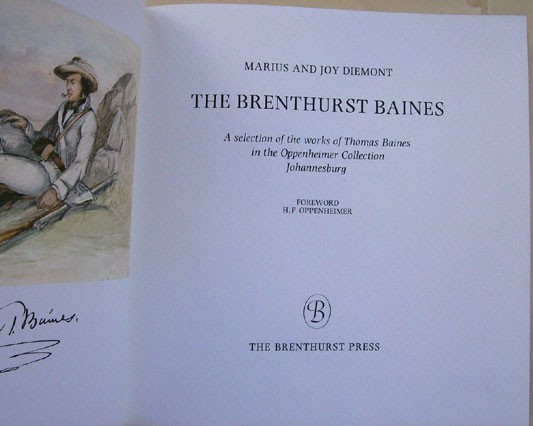 T. Baines.
MARIUS AND JOY DIEMONT
THE BRENTHURST BAINES
A selection of the works of Thomas Baines
in the Oppenheimer Collection
Johannesburg
FOREWORD
H.F. OPPENHEIMER
B
THE BRENTHURST PRESS